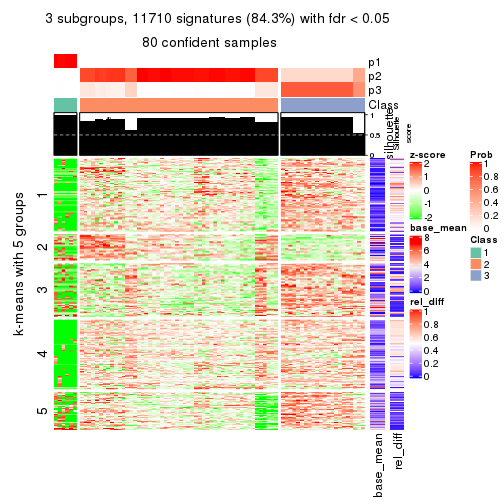 3 subgroups, 11710 signatures (84.3%) with fdr < 0.05
80 confident samples
p1
p2
p3
Class
1
0.5
0
silhouette
Silhouette
score
k-means with 5 groups
1
2
3
4
5
base_mean
rel_diff
z-score
2
1
0
-1
-2
base_mean
8
6
4
2
0
rel_diff
1
0.8
0.6
0.4
0.2
0
Prob
1
0.8
0.6
0.4
0.2
0
Class
1
2
3